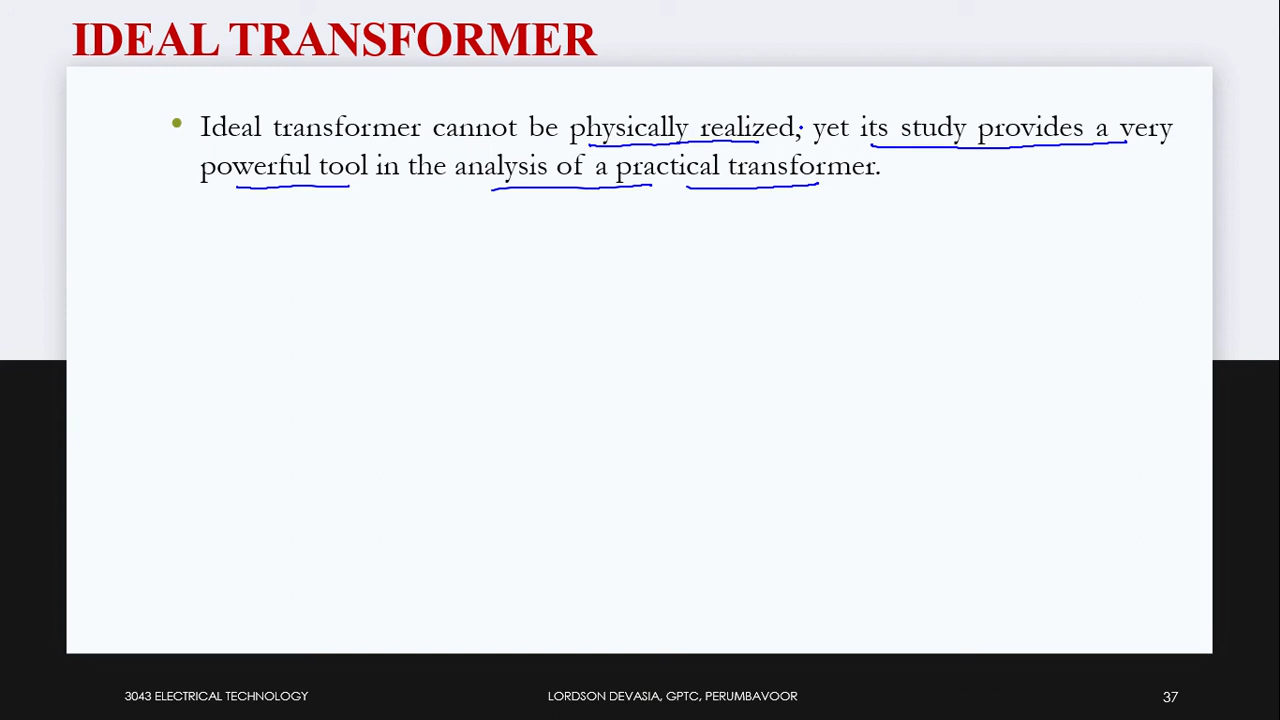 IDEAL TRANSFORMER
• Ideal transformer cannot be physically realized; yet its study provides a very
powerful tool in the analysis of a practical transformer.
3043 ELECTRICAL TECHNOLOGY
LORDSON DEVASIA, GPTC, PERUMBAVOOR
37